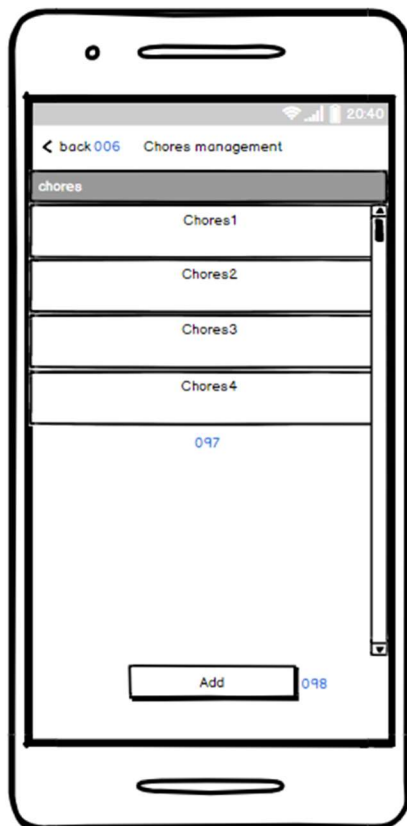 20:40
back 006 Chores management
chores
Chores1
Chores2
Chores3
Chores4
097
Add 098